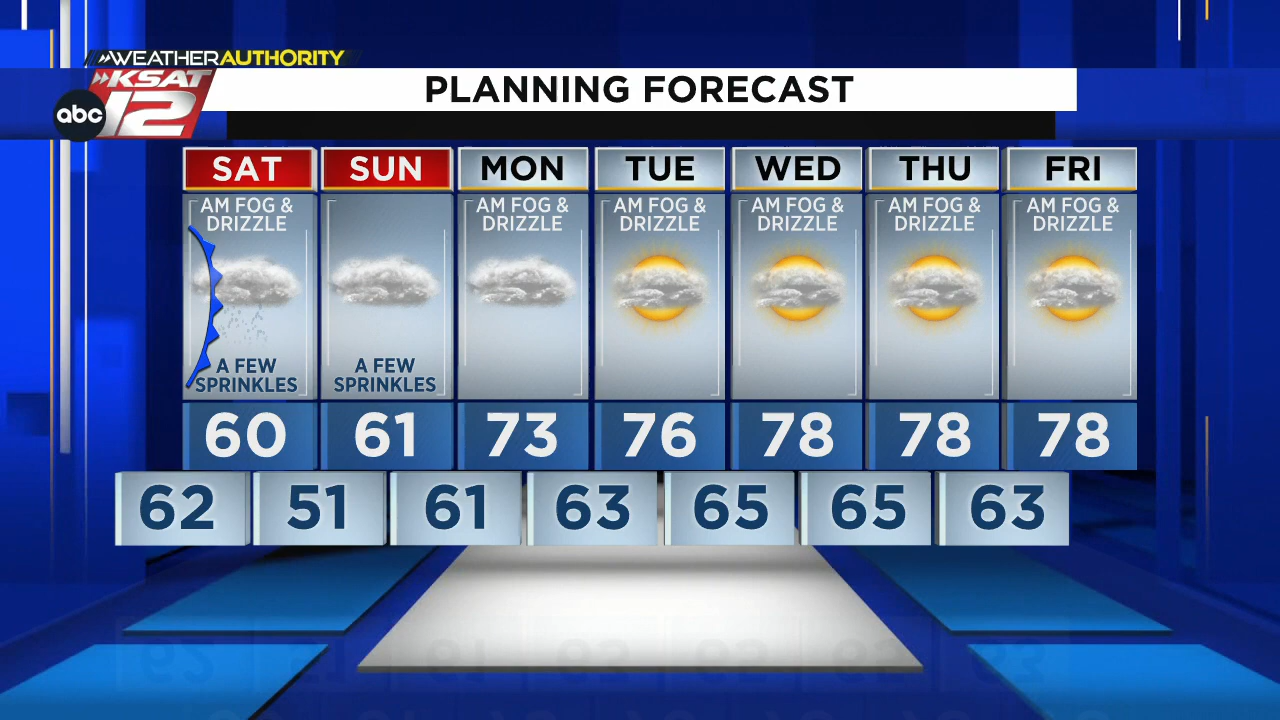 WEATHERAUTHORITY
KSAT
abc 12
PLANNING FORECAST
SAT SUN MON TUE WED THU FRI
AM FOG & AM FOG & AM FOG & AM FOG & AM FOG & AM FOG &
DRIZZLE DRIZZLE DRIZZLE DRIZZLE DRIZZLE DRIZZLE
A FEW A FEW
SPRINKLES SPRINKLES
60 61 73 76 78 78 78
62 51 61 63 65 65 63